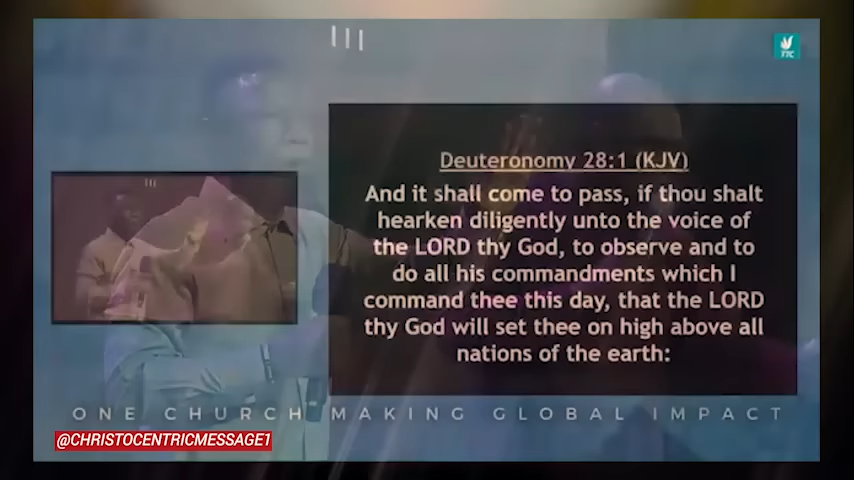 TTC
Deuteronomy 28:1 (KJV)
And it shall come to pass, if thou shalt
hearken diligently unto the voice of
the LORD thy God, to observe and to
do all his commandments which I
command thee this day, that the LORD
thy God will set thee on high above all
nations of the earth:
ONE CHURCH MAKING GLOBAL IMPACT
@CHRISTOCENTRICMESSAGE1